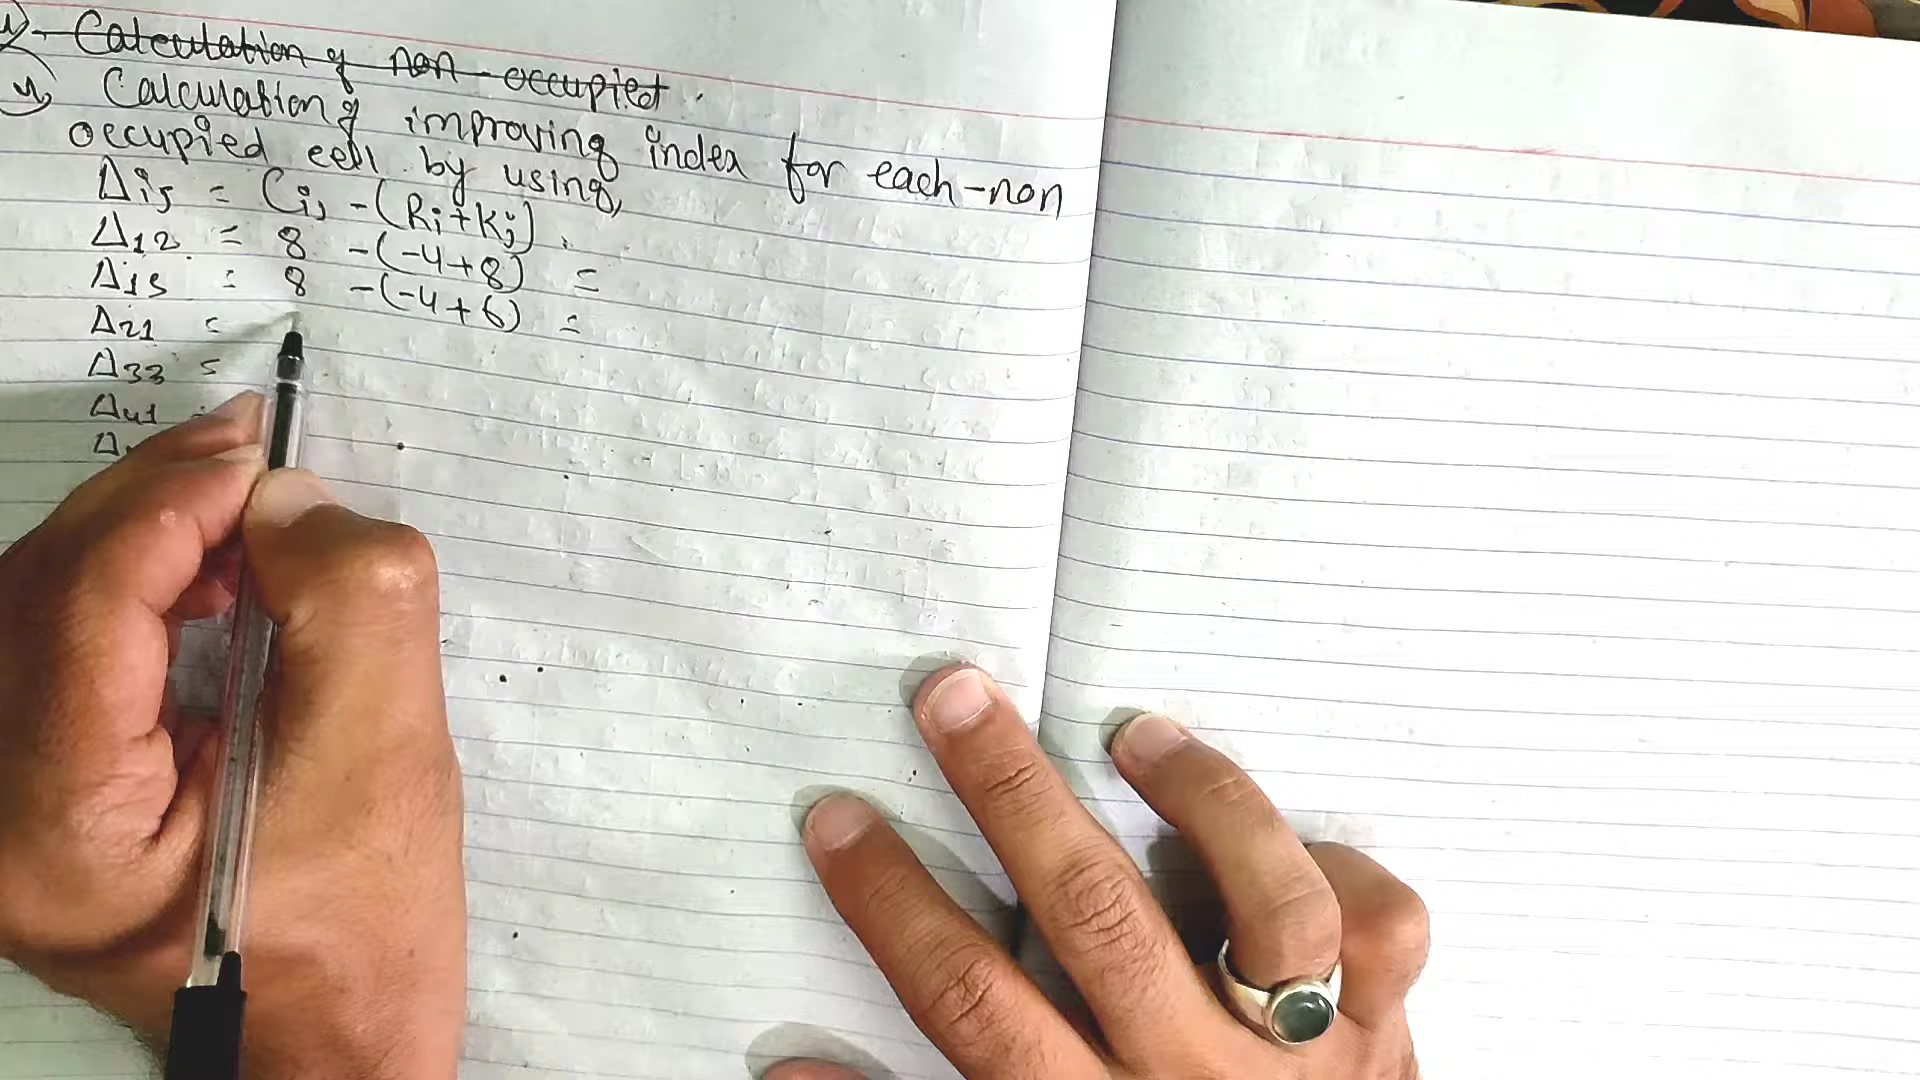 Calculation of non-occupied.
Calculation of improving index for each-non
occupied cell by using,
Δij = Cij -(Ri+Kj).
Δ12 = 8 -(-4+8) =
Δ13 = 8 -(-4+6) =
Δ21 =
Δ33 =
Δ41 =
Δ